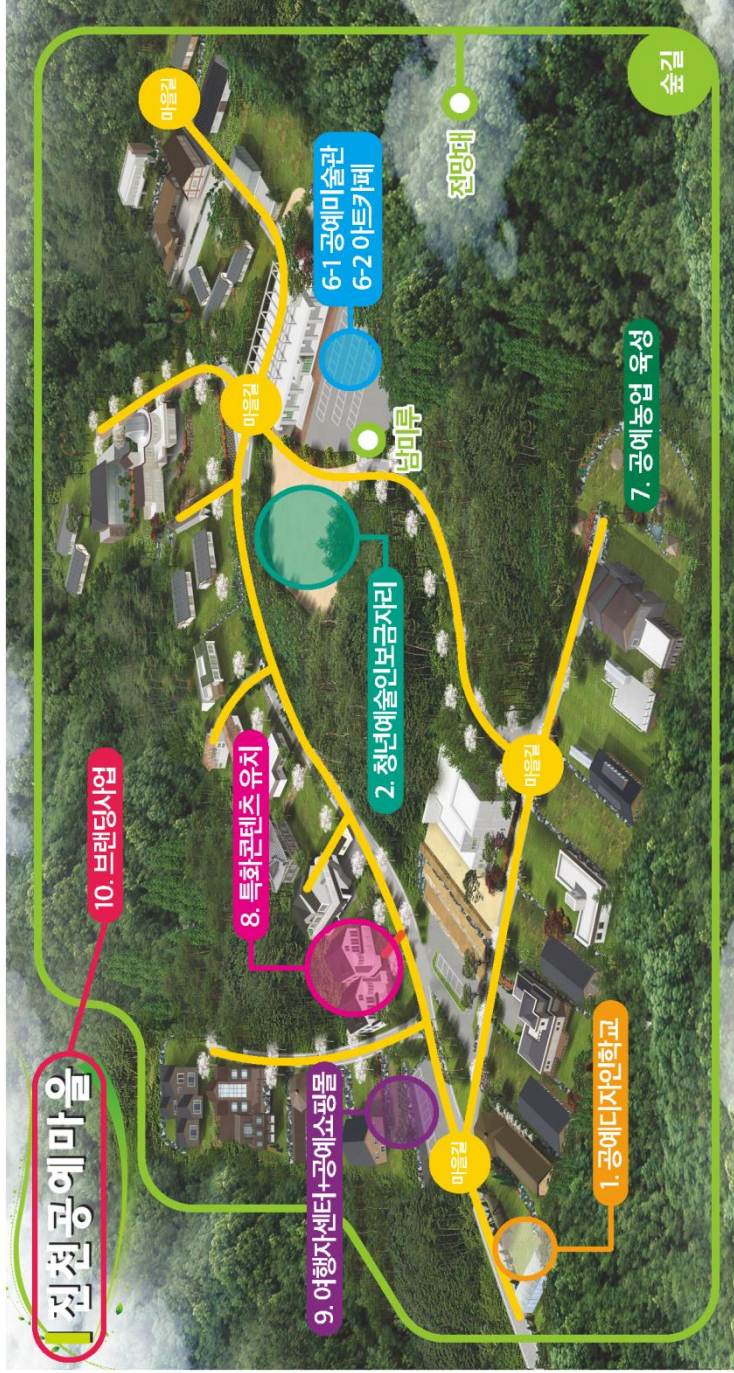 진천공예마을
10. 브랜딩사업
마을길
6-1 공예미술관
6-2 아트카페
전망대
숲길
마을길
남미루
8. 특화콘텐츠 유치
2. 청년예술인보금자리
7. 공예농업 육성
마을길
9. 여행자센터+공예쇼핑몰
마을길
1. 공예디자인학교